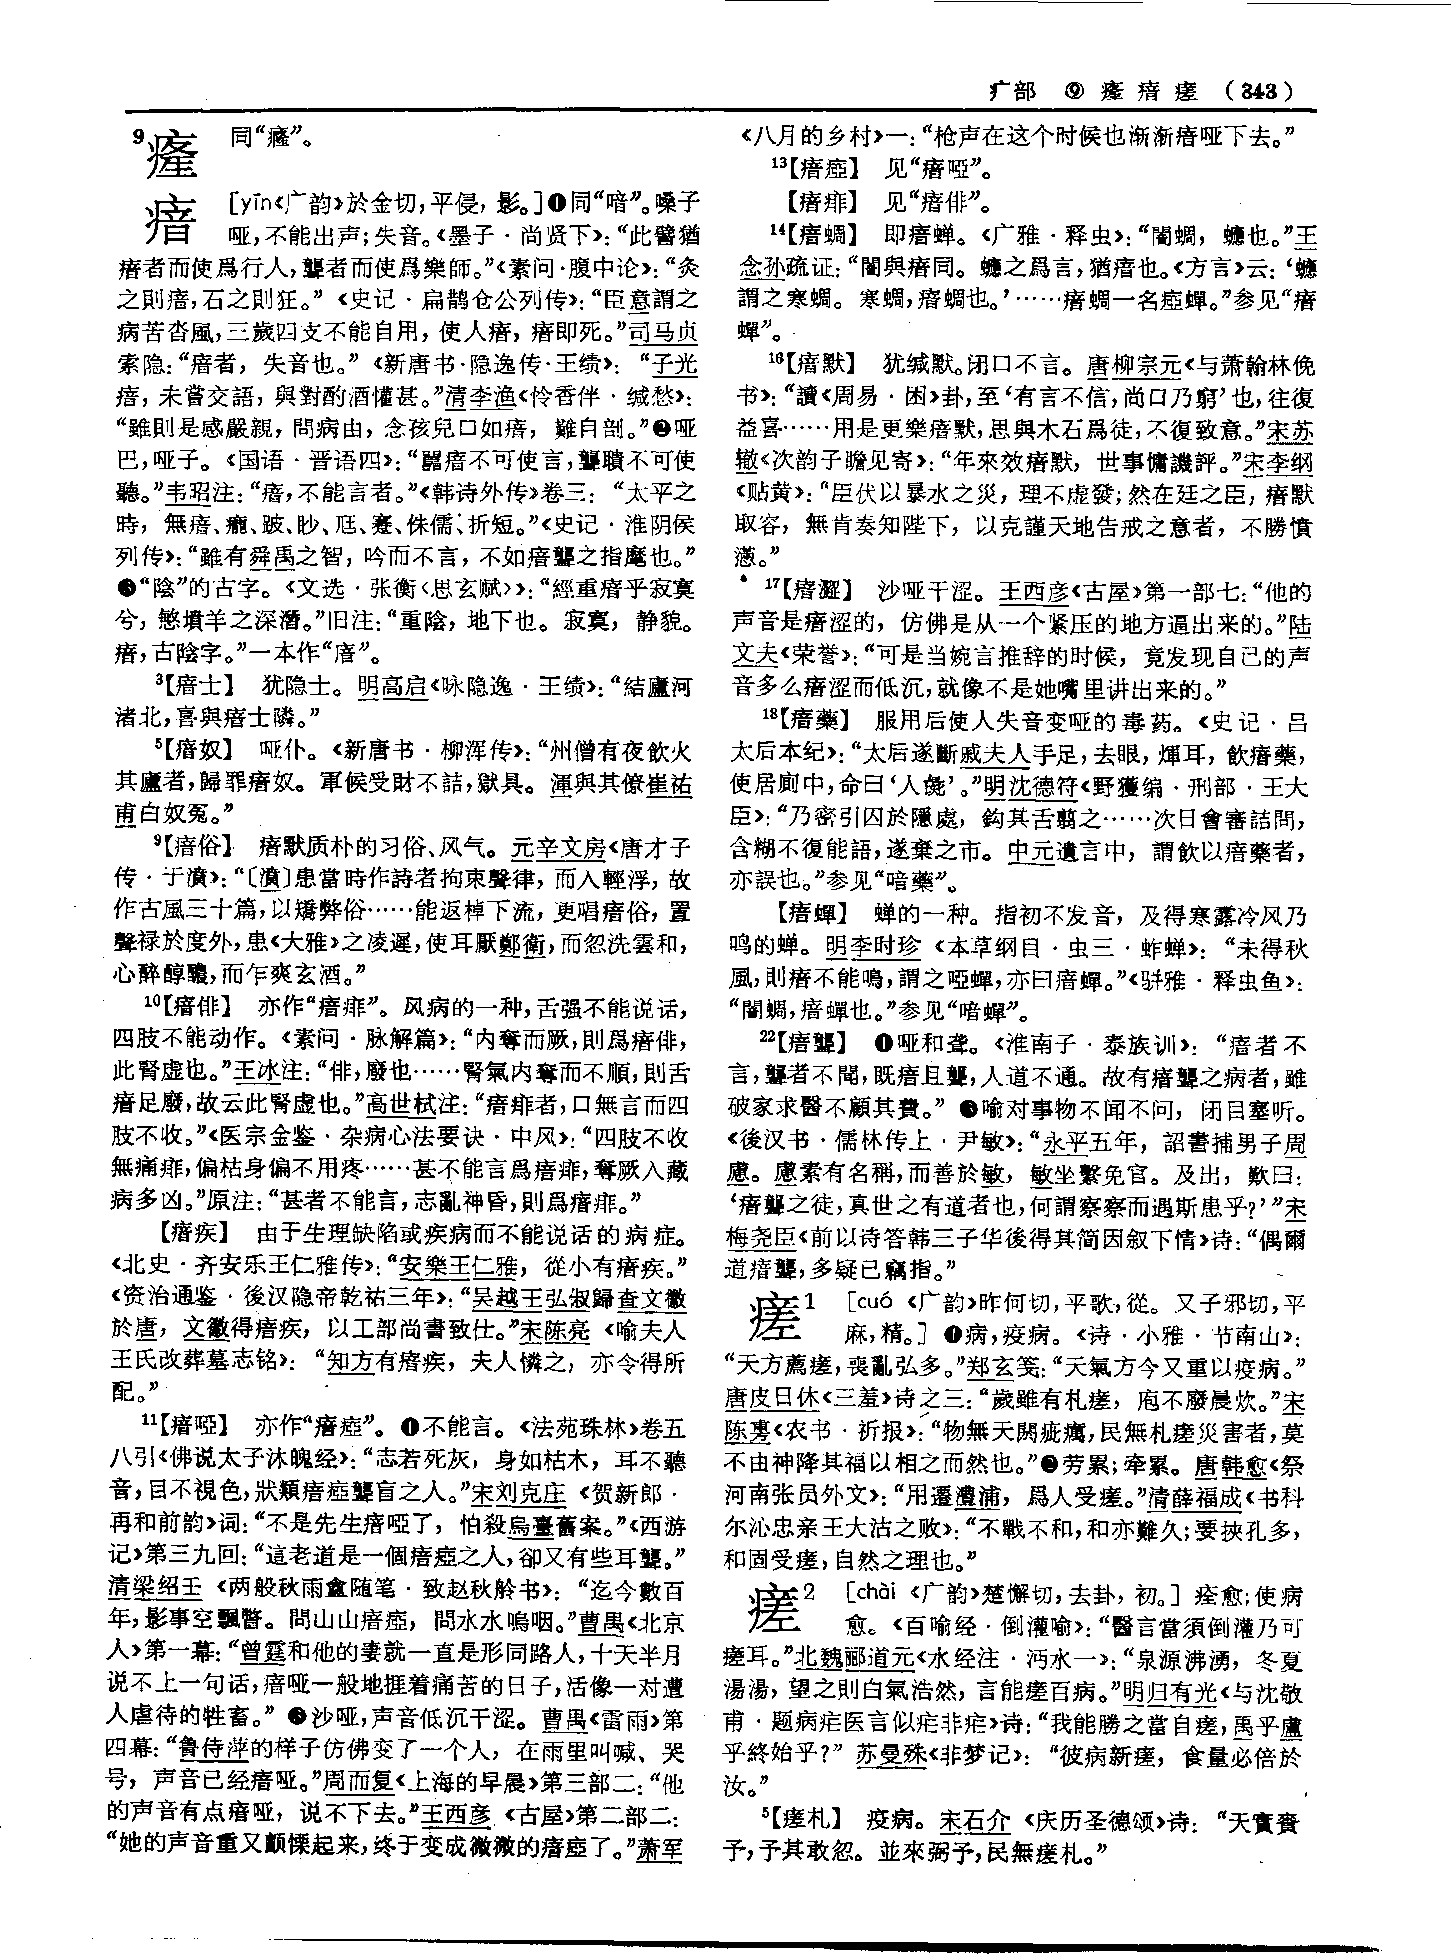 疒部 ⑨ 𤸇 瘖 瘥 （343）
9 𤸇 同“癃”。
瘖 [yīn《广韵》於金切，平侵，影。]❶同“喑”。嗓子
哑，不能出声；失音。《墨子·尚贤下》：“此譬猶
瘖者而使爲行人，聾者而使爲樂師。”《素问·腹中论》：“灸
之則瘖，石之則狂。”《史记·扁鹊仓公列传》：“臣意謂之
病苦沓風，三歲四支不能自用，使人瘖，瘖即死。”司马贞
索隐：“瘖者，失音也。”《新唐书·隐逸传·王绩》：“子光
瘖，未嘗交語，與對酌酒懽甚。”清李渔《怜香伴·缄愁》：
“雖則是感嚴親，問病由，念孩兒口如瘖，難自剖。”❷哑
巴，哑子。《国语·晋语四》：“嚚瘖不可使言，聾聵不可使
聽。”韦昭注：“瘖，不能言者。”《韩诗外传》卷三：“太平之
時，無瘖、㾽、跛、眇、尪、蹇、侏儒、折短。”《史记·淮阴侯
列传》：“雖有舜禹之智，吟而不言，不如瘖聾之指麾也。”
❸“陰”的古字。《文选·张衡〈思玄赋〉》：“經重瘖乎寂寞
兮，慜墳羊之深潛。”旧注：“重陰，地下也。寂寞，静貌。
瘖，古陰字。”一本作“㾿”。
3【瘖士】 犹隐士。明高启《咏隐逸·王绩》：“結廬河
渚北，喜與瘖士隣。”
5【瘖奴】 哑仆。《新唐书·柳浑传》：“州僧有夜飲火
其廬者，歸罪瘖奴。軍候受財不詰，獄具。渾與其僚崔祐
甫白奴冤。”
9【瘖俗】 瘖默质朴的习俗、风气。元辛文房《唐才子
传·于濆》：“〔濆〕患當時作詩者拘束聲律，而入輕浮，故
作古風三十篇，以矯弊俗……能返棹下流，更唱瘖俗，置
聲禄於度外，患《大雅》之凌遲，使耳厭鄭衛，而忽洗雲和，
心醉醇醲，而乍爽玄酒。”
10【瘖俳】 亦作“瘖痱”。风病的一种，舌强不能说话，
四肢不能动作。《素问·脉解篇》：“内奪而厥，則爲瘖俳，
此腎虚也。”王冰注：“俳，廢也……腎氣内奪而不順，則舌
瘖足廢，故云此腎虚也。”高世栻注：“瘖痱者，口無言而四
肢不收。”《医宗金鉴·杂病心法要诀·中风》：“四肢不收
無痛痱，偏枯身偏不用疼……甚不能言爲瘖痱，奪厥入藏
病多凶。”原注：“甚者不能言，志亂神昏，則爲瘖痱。”
【瘖疾】 由于生理缺陷或疾病而不能说话的病症。
《北史·齐安乐王仁雅传》：“安樂王仁雅，從小有瘖疾。”
《资治通鉴·後汉隐帝乾祐三年》：“吴越王弘俶歸查文徽
於唐，文徽得瘖疾，以工部尚書致仕。”宋陈亮《喻夫人
王氏改葬墓志铭》：“知方有瘖疾，夫人憐之，亦令得所
配。”
11【瘖啞】 亦作“瘖瘂”。❶不能言。《法苑珠林》卷五
八引《佛说太子沐魄经》：“志若死灰，身如枯木，耳不聽
音，目不視色，狀類瘖瘂聾盲之人。”宋刘克庄《贺新郎·
再和前韵》词：“不是先生瘖啞了，怕殺烏臺舊案。”《西游
记》第三九回：“這老道是一個瘖瘂之人，卻又有些耳聾。”
清梁绍壬《两般秋雨盦随笔·致赵秋舲书》：“迄今數百
年，影事空飄瞥。問山山瘖瘂，問水水嗚咽。”曹禺《北京
人》第一幕：“曾霆和他的妻就一直是形同路人，十天半月
说不上一句话，瘖哑一般地捱着痛苦的日子，活像一对遭
人虐待的牲畜。”❷沙哑，声音低沉干涩。曹禺《雷雨》第
四幕：“鲁侍萍的样子仿佛变了一个人，在雨里叫喊、哭
号，声音已经瘖哑。”周而复《上海的早晨》第三部二：“他
的声音有点瘖哑，说不下去。”王西彦《古屋》第二部二：
“她的声音重又颤慄起来，终于变成微微的瘖瘂了。”萧军
《八月的乡村》一：“枪声在这个时候也渐渐瘖哑下去。”
13【瘖瘂】 见“瘖啞”。
【瘖痱】 见“瘖俳”。
14【瘖蜩】 即瘖蝉。《广雅·释虫》：“闇蜩，蟪也。”王
念孙疏证：“闇與瘖同。蟪之爲言，猶瘖也。《方言》云：‘蟪
謂之寒蜩。寒蜩，瘖蜩也。’……瘖蜩一名瘂蟬。”参见“瘖
蟬”。
16【瘖默】 犹缄默。闭口不言。唐柳宗元《与萧翰林俛
书》：“讀《周易·困》卦，至‘有言不信，尚口乃窮’也，往復
益喜……用是更樂瘖默，思與木石爲徒，不復致意。”宋苏
辙《次韵子瞻见寄》：“年來效瘖默，世事慵譏評。”宋李纲
《贴黄》：“臣伏以暴水之災，理不虚發；然在廷之臣，瘖默
取容，無肯奏知陛下，以克謹天地告戒之意者，不勝憤
懣。”
17【瘖澀】 沙哑干涩。王西彦《古屋》第一部七：“他的
声音是瘖涩的，仿佛是从一个紧压的地方逼出来的。”陆
文夫《荣誉》：“可是当婉言推辞的时候，竟发现自己的声
音多么瘖涩而低沉，就像不是她嘴里讲出来的。”
18【瘖藥】 服用后使人失音变哑的毒药。《史记·吕
太后本纪》：“太后遂斷戚夫人手足，去眼，煇耳，飲瘖藥，
使居廁中，命曰‘人彘’。”明沈德符《野獲编·刑部·王大
臣》：“乃密引囚於隱處，鈎其舌翦之……次日會審詰問，
含糊不復能語，遂棄之市。中元遺言中，謂飲以瘖藥者，
亦誤也。”参见“喑藥”。
【瘖蟬】 蝉的一种。指初不发音，及得寒露冷风乃
鸣的蝉。明李时珍《本草纲目·虫三·蚱蝉》：“未得秋
風，則瘖不能鳴，謂之啞蟬，亦曰瘖蟬。”《骈雅·释虫鱼》：
“闇蜩，瘖蟬也。”参见“喑蟬”。
22【瘖聾】 ❶哑和聋。《淮南子·泰族训》：“瘖者不
言，聾者不聞，既瘖且聾，人道不通。故有瘖聾之病者，雖
破家求醫不顧其費。”❷喻对事物不闻不问，闭目塞听。
《後汉书·儒林传上·尹敏》：“永平五年，詔書捕男子周
慮。慮素有名稱，而善於敏，敏坐繫免官。及出，歎曰：
‘瘖聾之徒，真世之有道者也，何謂察察而遇斯患乎？’”宋
梅尧臣《前以诗答韩三子华後得其简因叙下情》诗：“偶爾
道瘖聾，多疑已竊指。”
瘥1 [cuó《广韵》昨何切，平歌，從。又子邪切，平
麻，精。]❶病，疫病。《诗·小雅·节南山》：
“天方薦瘥，喪亂弘多。”郑玄笺：“天氣方今又重以疫病。”
唐皮日休《三羞》诗之三：“歲雖有札瘥，庖不廢晨炊。”宋
陈旉《农书·祈报》：“物無夭閼疵癘，民無札瘥災害者，莫
不由神降其福以相之而然也。”❷劳累；牵累。唐韩愈《祭
河南张员外文》：“用遷澧浦，爲人受瘥。”清薛福成《书科
尔沁忠亲王大沽之败》：“不戰不和，和亦難久；要挾孔多，
和固受瘥，自然之理也。”
瘥2 [chài《广韵》楚懈切，去卦，初。] 痊愈；使病
愈。《百喻经·倒灌喻》：“醫言當須倒灌乃可
瘥耳。”北魏郦道元《水经注·沔水一》：“泉源沸湧，冬夏
湯湯，望之則白氣浩然，言能瘥百病。”明归有光《与沈敬
甫·题病疟医言似疟非疟》诗：“我能勝之當自瘥，禹乎盧
乎終始乎？”苏曼殊《非梦记》：“彼病新瘥，食量必倍於
汝。”
5【瘥札】 疫病。宋石介《庆历圣德颂》诗：“天實賚
予，予其敢忽。並來弼予，民無瘥札。”